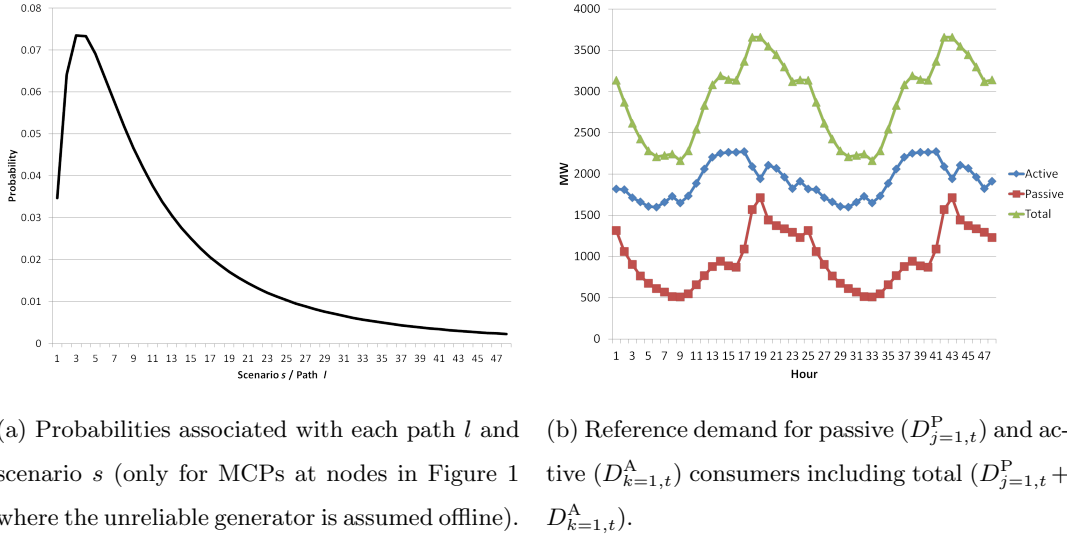 0.08
0.07
0.06
0.05
0.04
0.03
0.02
0.01
0
Probability
1 3 5 7 9 11 13 15 17 19 21 23 25 27 29 31 33 35 37 39 41 43 45 47
Scenario s / Path l
MW
4000
3500
3000
2500
2000
1500
1000
500
0
MW
1 3 5 7 9 11 13 15 17 19 21 23 25 27 29 31 33 35 37 39 41 43 45 47
Hour
Active
Passive
Total
(a) Probabilities associated with each path l and
scenario s (only for MCPs at nodes in Figure 1
where the unreliable generator is assumed offline).
(b) Reference demand for passive (D^P_{j=1,t}) and ac-
tive (D^A_{k=1,t}) consumers including total (D^P_{j=1,t} +
D^A_{k=1,t}).